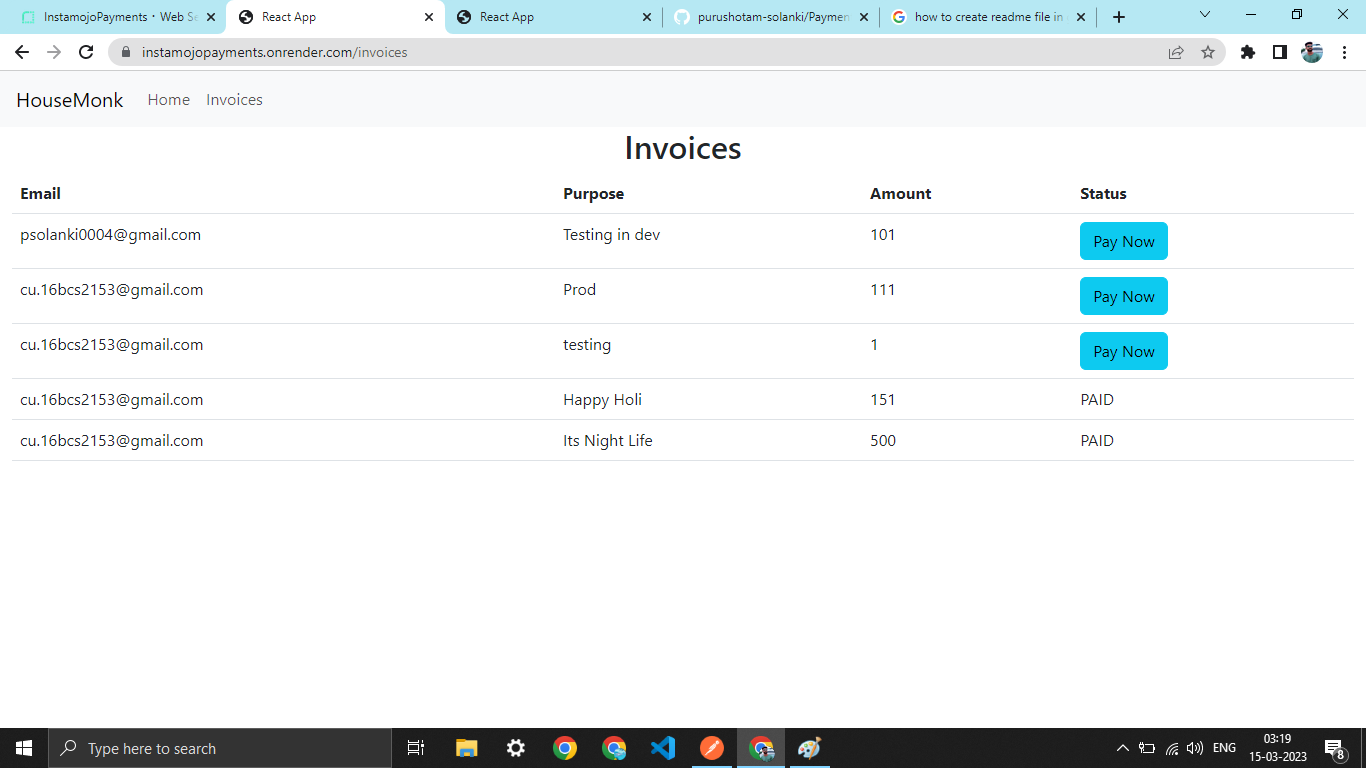 InstamojoPayments · Web Se
React App
React App
purushotam-solanki/Paymen
how to create readme file in
instamojopayments.onrender.com/invoices
HouseMonk Home Invoices
Invoices
Email Purpose Amount Status
psolanki0004@gmail.com Testing in dev 101 Pay Now
cu.16bcs2153@gmail.com Prod 111 Pay Now
cu.16bcs2153@gmail.com testing 1 Pay Now
cu.16bcs2153@gmail.com Happy Holi 151 PAID
cu.16bcs2153@gmail.com Its Night Life 500 PAID
Type here to search
ENG
03:19
15-03-2023
8